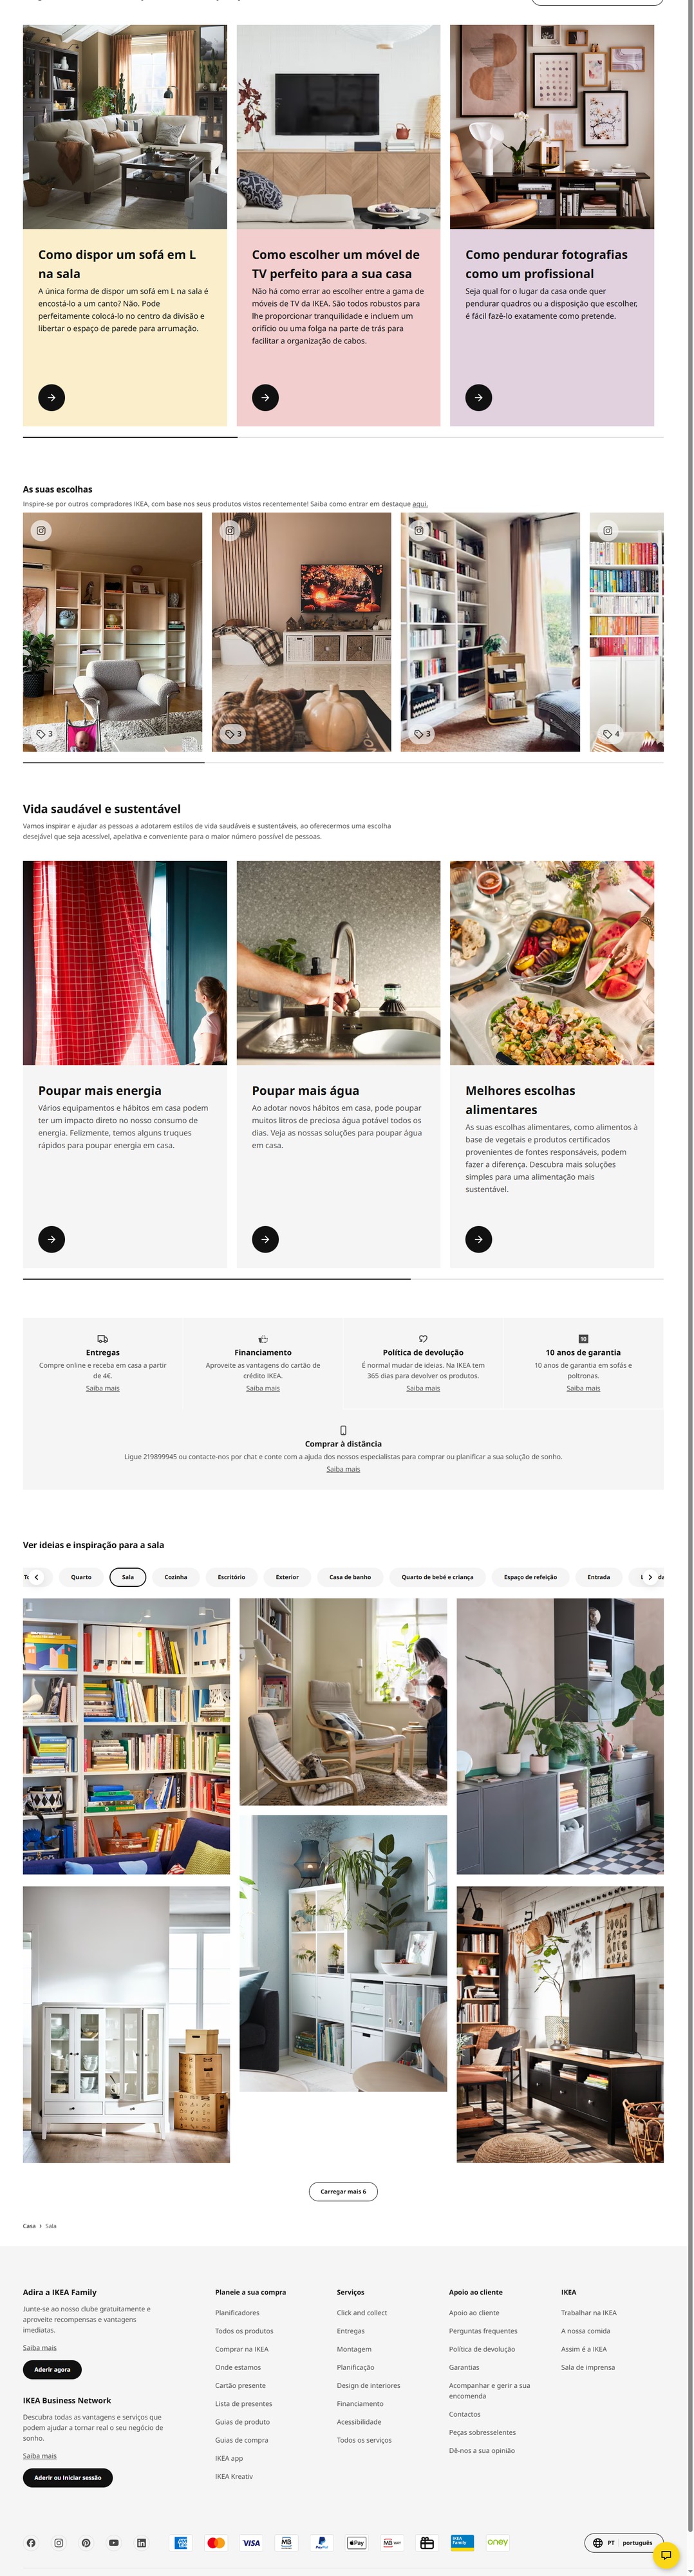 Como dispor um sofá em L
na sala
A única forma de dispor um sofá em L na sala é
encostá-lo a um canto? Não. Pode
perfeitamente colocá-lo no centro da divisão e
libertar o espaço de parede para arrumação.
Como escolher um móvel de
TV perfeito para a sua casa
Não há como errar ao escolher entre a gama de
móveis de TV da IKEA. São todos robustos para
lhe proporcionar tranquilidade e incluem um
orifício ou uma folga na parte de trás para
facilitar a organização de cabos.
Como pendurar fotografias
como um profissional
Seja qual for o lugar da casa onde quer
pendurar quadros ou a disposição que escolher,
é fácil fazê-lo exatamente como pretende.
As suas escolhas
Inspire-se por outros compradores IKEA, com base nos seus produtos vistos recentemente! Saiba como entrar em destaque aqui.
3
3
3
4
Vida saudável e sustentável
Vamos inspirar e ajudar as pessoas a adotarem estilos de vida saudáveis e sustentáveis, ao oferecermos uma escolha
desejável que seja acessível, apelativa e conveniente para o maior número possível de pessoas.
Poupar mais energia
Vários equipamentos e hábitos em casa podem
ter um impacto direto no nosso consumo de
energia. Felizmente, temos alguns truques
rápidos para poupar energia em casa.
Poupar mais água
Ao adotar novos hábitos em casa, pode poupar
muitos litros de preciosa água potável todos os
dias. Veja as nossas soluções para poupar água
em casa.
Melhores escolhas
alimentares
As suas escolhas alimentares, como alimentos à
base de vegetais e produtos certificados
provenientes de fontes responsáveis, podem
fazer a diferença. Descubra mais soluções
simples para uma alimentação mais
sustentável.
Entregas
Compre online e receba em casa a partir
de 4€.
Saiba mais
Financiamento
Aproveite as vantagens do cartão de
crédito IKEA.
Saiba mais
Política de devolução
É normal mudar de ideias. Na IKEA tem
365 dias para devolver os produtos.
Saiba mais
10
10 anos de garantia
10 anos de garantia em sofás e
poltronas.
Saiba mais
Comprar à distância
Ligue 219899945 ou contacte-nos por chat e conte com a ajuda dos nossos especialistas para comprar ou planificar a sua solução de sonho.
Saiba mais
Ver ideias e inspiração para a sala
Quarto
Sala
Cozinha
Escritório
Exterior
Casa de banho
Quarto de bebé e criança
Espaço de refeição
Entrada
Carregar mais 6
Casa
Sala
Adira a IKEA Family
Junte-se ao nosso clube gratuitamente e
aproveite recompensas e vantagens
imediatas.
Saiba mais
Aderir agora
IKEA Business Network
Descubra todas as vantagens e serviços que
podem ajudar a tornar real o seu negócio de
sonho.
Saiba mais
Aderir ou iniciar sessão
Planeie a sua compra
Planificadores
Todos os produtos
Comprar na IKEA
Onde estamos
Cartão presente
Lista de presentes
Guias de produto
Guias de compra
IKEA app
IKEA Kreativ
Serviços
Click and collect
Entregas
Montagem
Planificação
Design de interiores
Financiamento
Acessibilidade
Todos os serviços
Apoio ao cliente
Apoio ao cliente
Perguntas frequentes
Política de devolução
Garantias
Acompanhar e gerir a sua
encomenda
Contactos
Peças sobresselentes
Dê-nos a sua opinião
IKEA
Trabalhar na IKEA
A nossa comida
Assim é a IKEA
Sala de imprensa
VISA
MB
PayPal
Pay
MB WAY
IKEA
Family
oney
PT
português